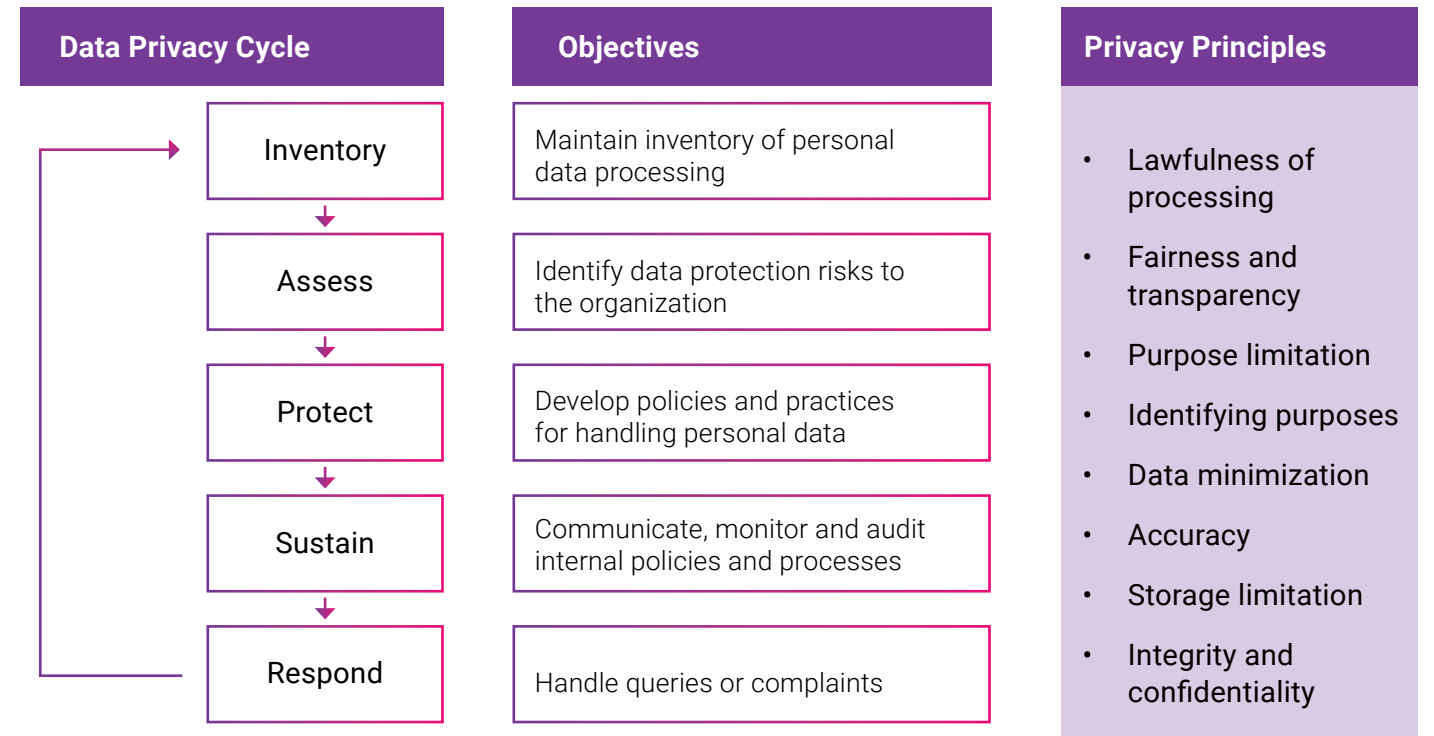 Data Privacy Cycle
Objectives
Privacy Principles
Inventory
Maintain inventory of personal
data processing
Assess
Identify data protection risks to
the organization
Protect
Develop policies and practices
for handling personal data
Sustain
Communicate, monitor and audit
internal policies and processes
Respond
Handle queries or complaints
• Lawfulness of
processing
• Fairness and
transparency
• Purpose limitation
• Identifying purposes
• Data minimization
• Accuracy
• Storage limitation
• Integrity and
confidentiality